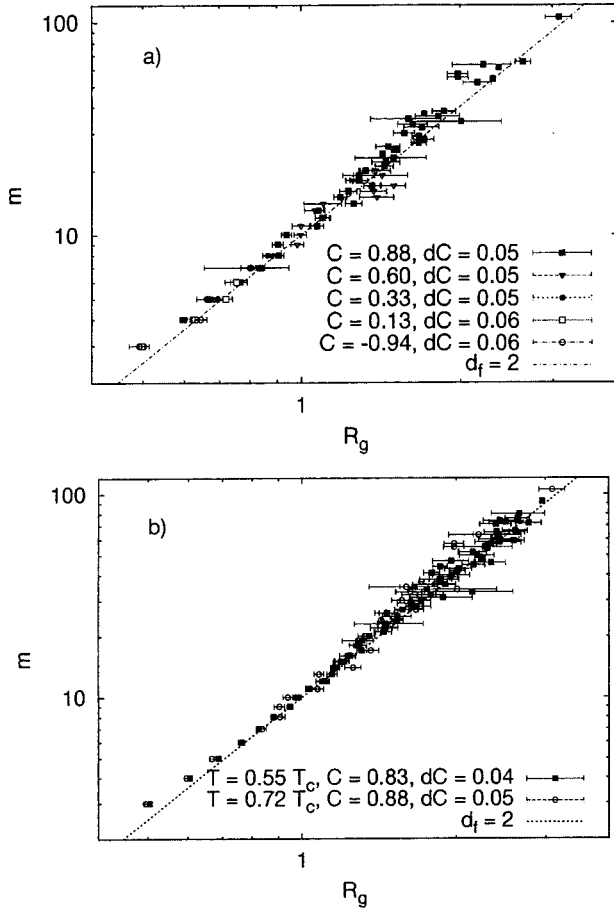 100
a)
m
10
C = 0.88, dC = 0.05
C = 0.60, dC = 0.05
C = 0.33, dC = 0.05
C = 0.13, dC = 0.06
C = -0.94, dC = 0.06
d_f = 2
1
R_g
100
b)
m
10
T = 0.55 T_c, C = 0.83, dC = 0.04
T = 0.72 T_c, C = 0.88, dC = 0.05
d_f = 2
1
R_g